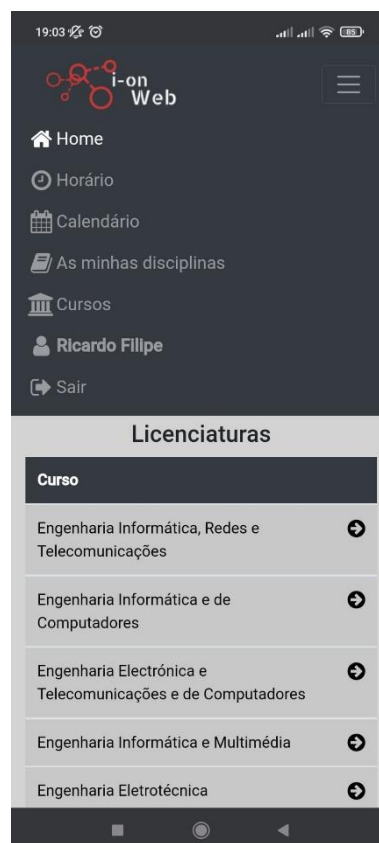 19:03
85
i-on
Web
Home
Horário
Calendário
As minhas disciplinas
Cursos
Ricardo Filipe
Sair
Licenciaturas
Curso
Engenharia Informática, Redes e
Telecomunicações
Engenharia Informática e de
Computadores
Engenharia Electrónica e
Telecomunicações e de Computadores
Engenharia Informática e Multimédia
Engenharia Eletrotécnica